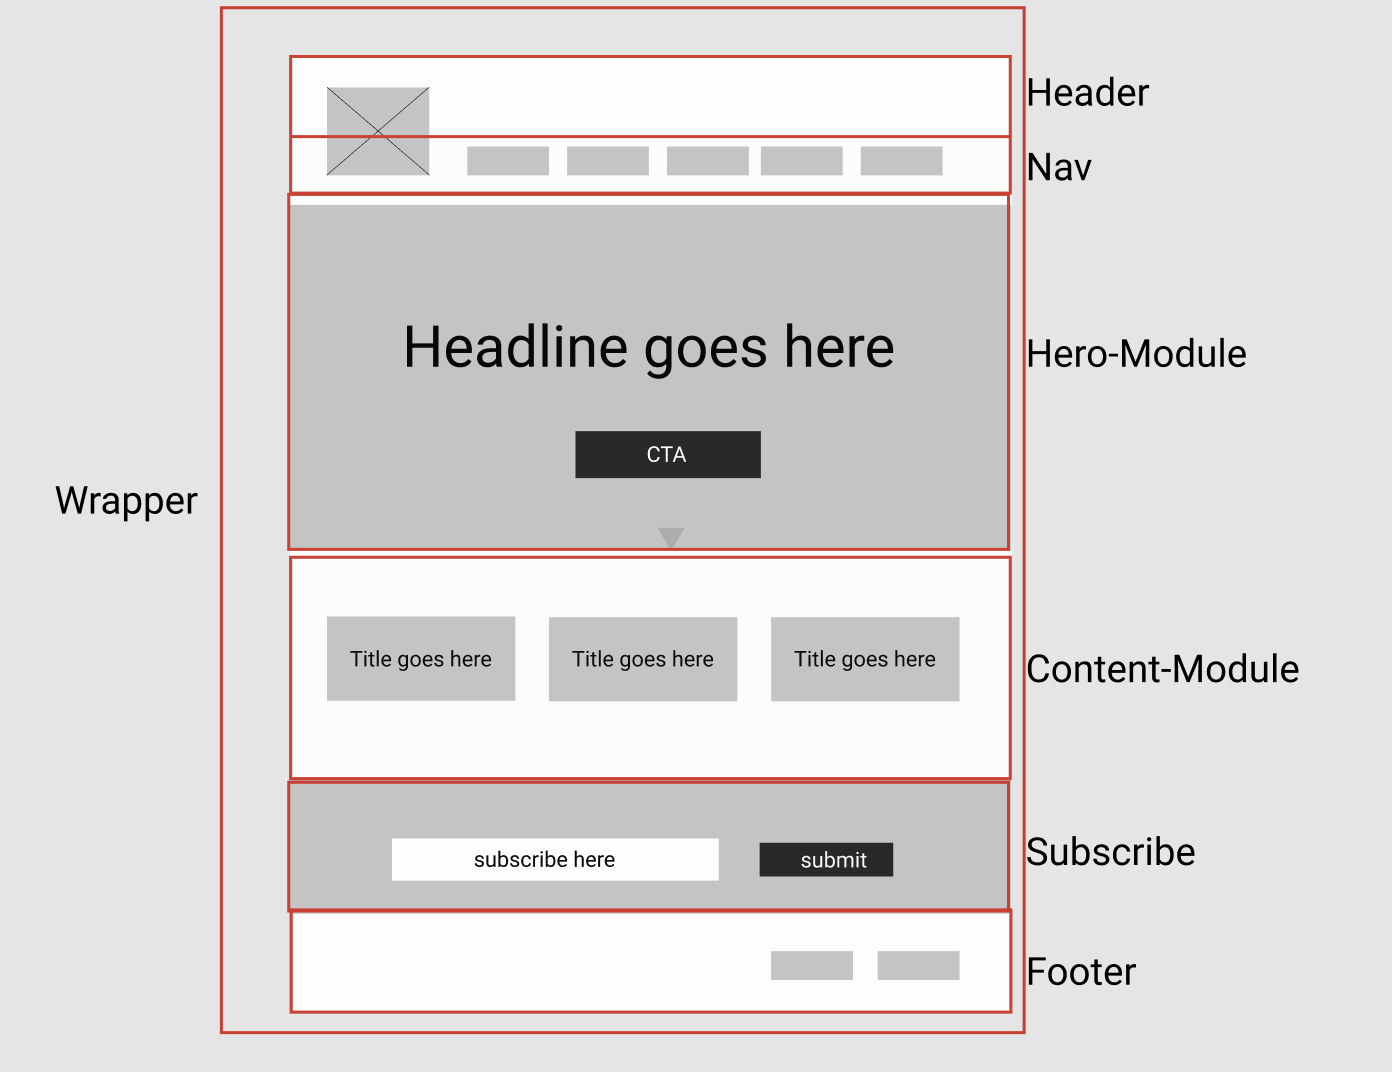 Header
Nav
Headline goes here
Hero-Module
CTA
Wrapper
Title goes here
Title goes here
Title goes here
Content-Module
subscribe here
submit
Subscribe
Footer